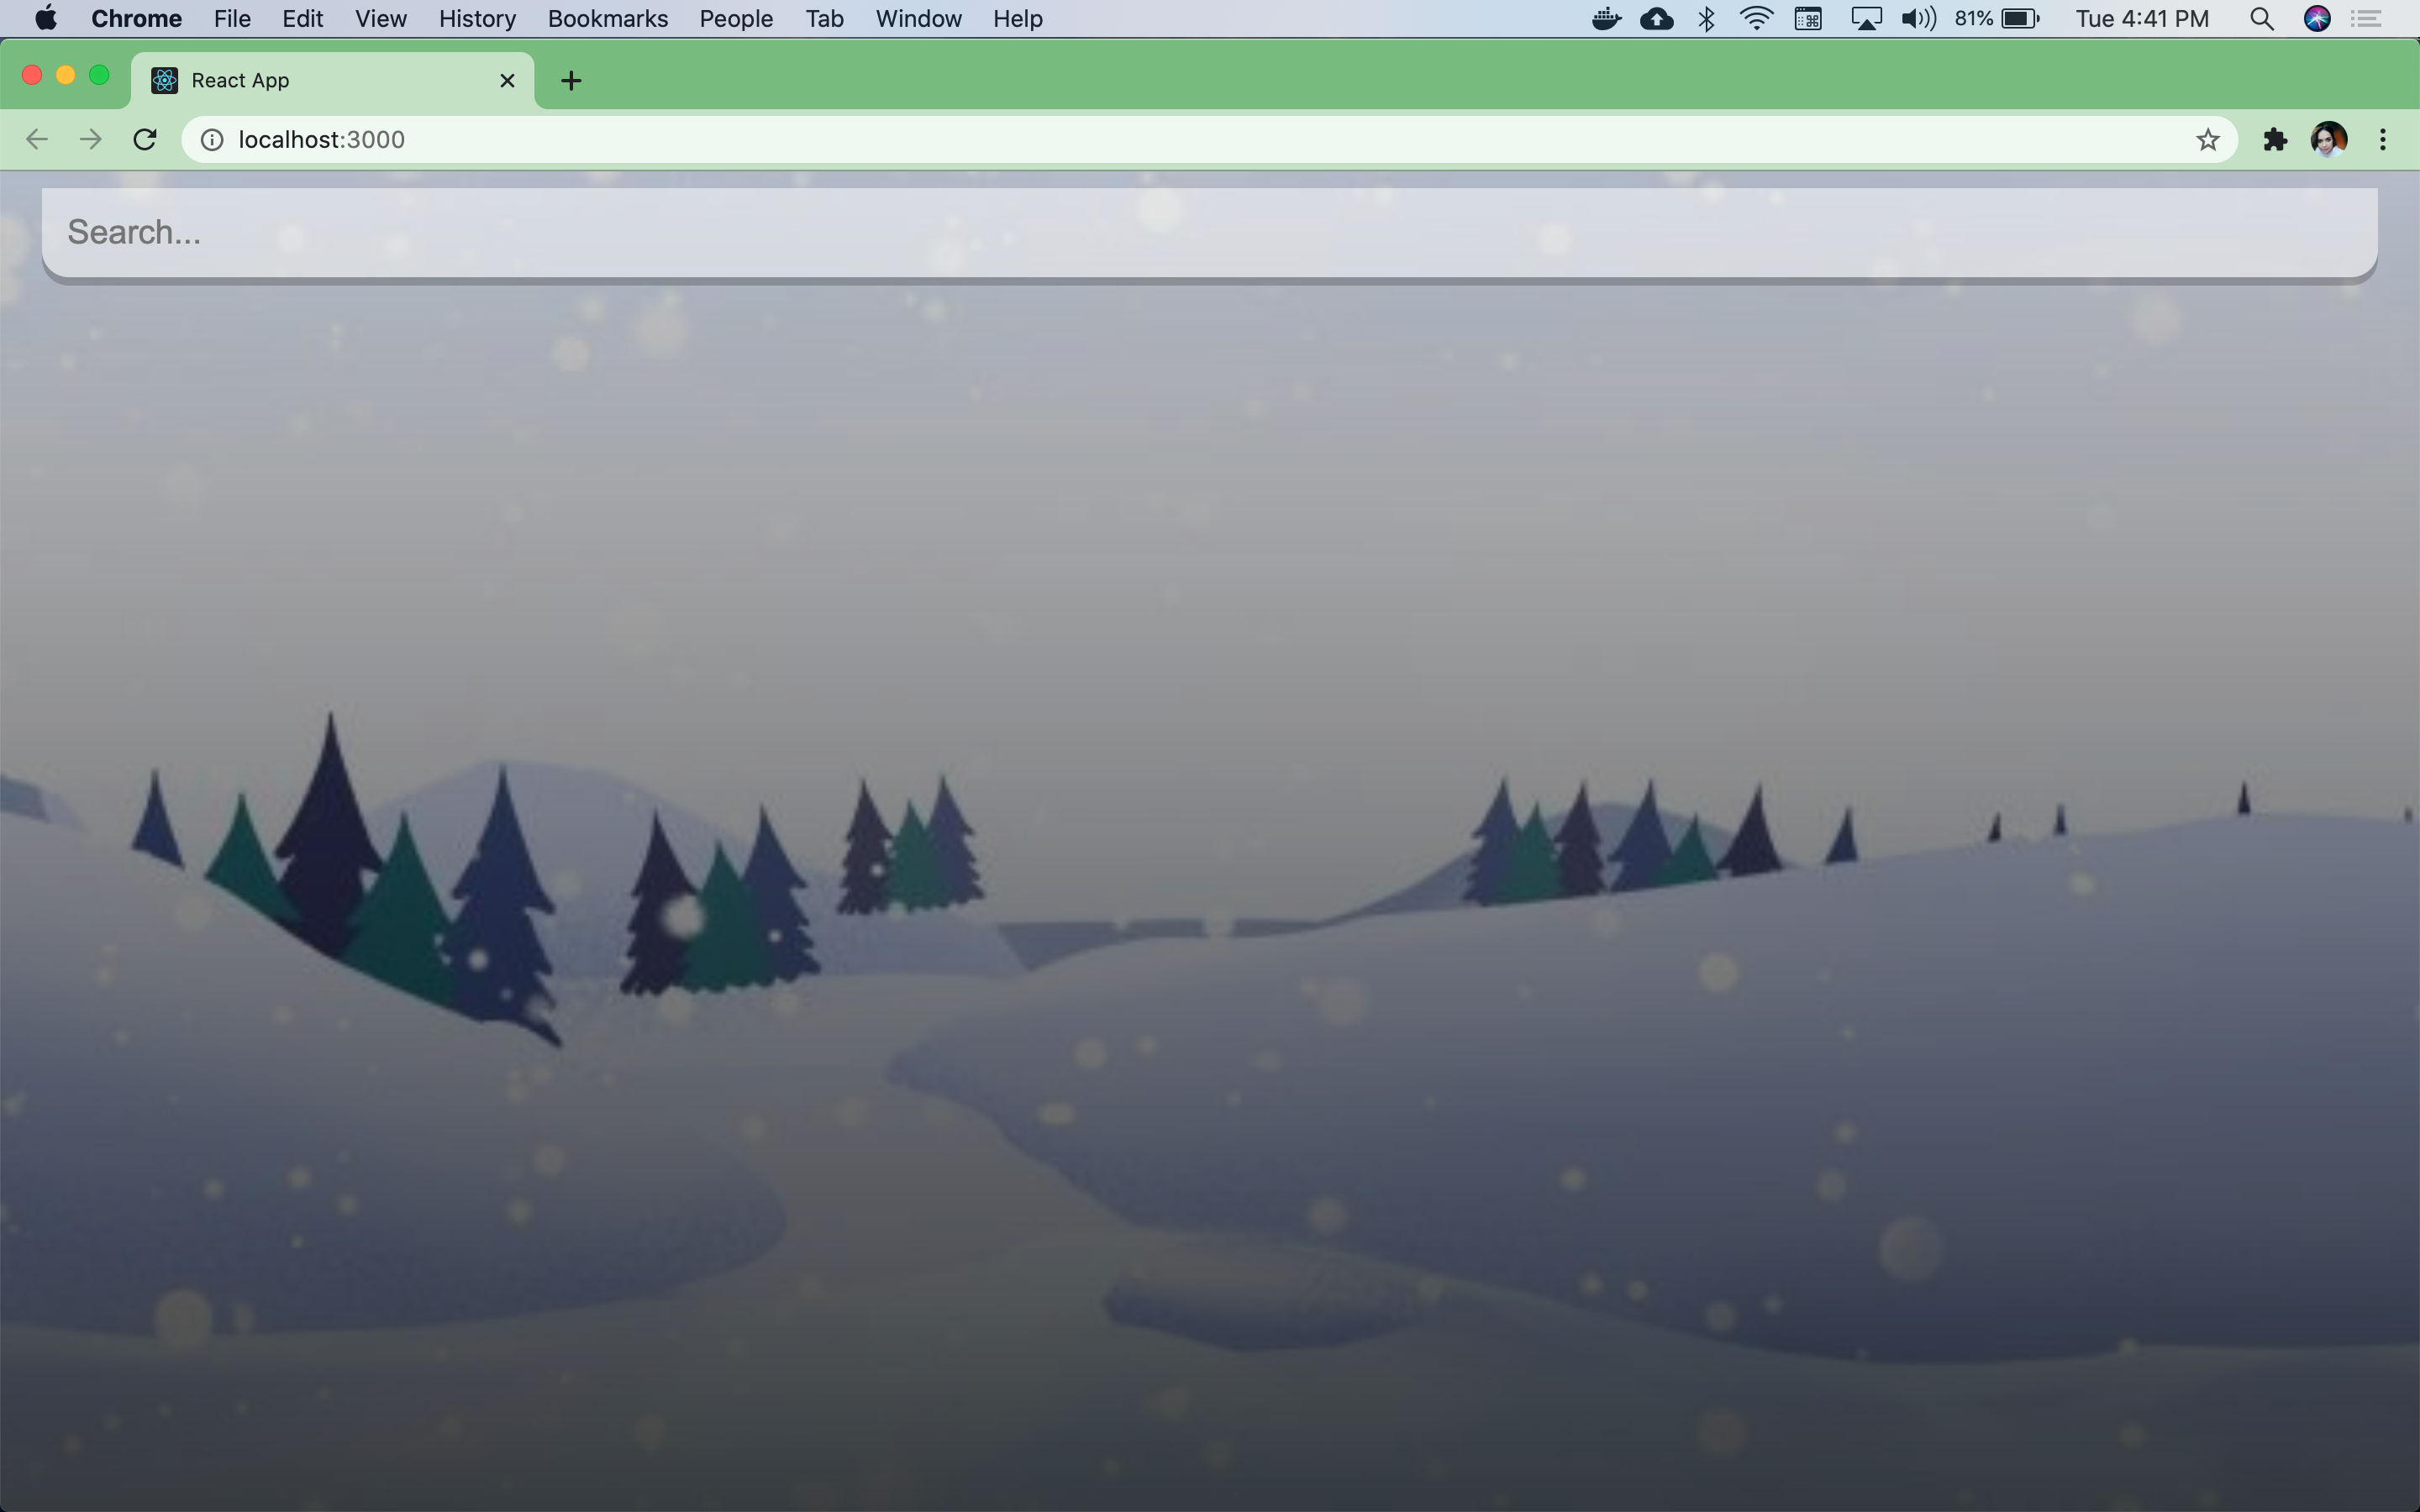 Chrome File Edit View History Bookmarks People Tab Window Help 81% Tue 4:41 PM
React App
localhost:3000
Search...